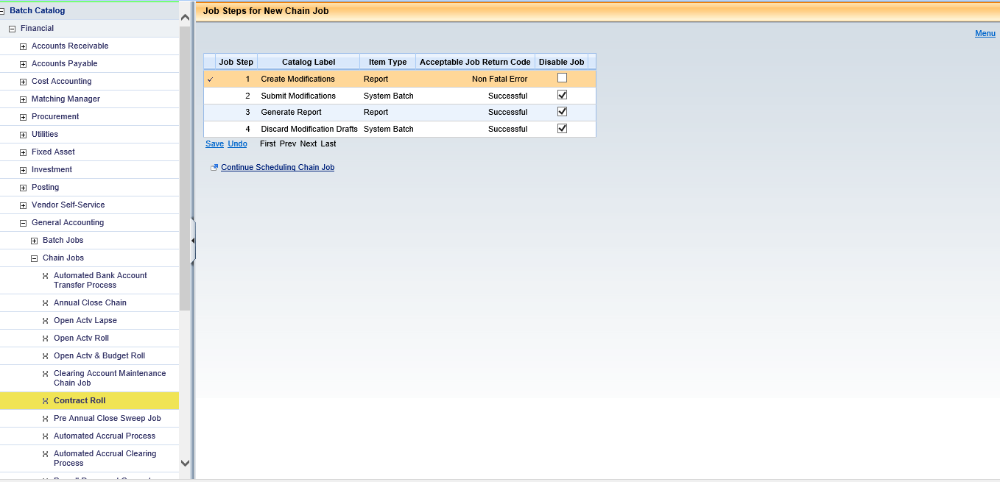 Batch Catalog
Financial
Accounts Receivable
Accounts Payable
Cost Accounting
Matching Manager
Procurement
Utilities
Fixed Asset
Investment
Posting
Vendor Self-Service
General Accounting
Batch Jobs
Chain Jobs
Automated Bank Account
Transfer Process
Annual Close Chain
Open Actv Lapse
Open Actv Roll
Open Actv & Budget Roll
Clearing Account Maintenance
Chain Job
Contract Roll
Pre Annual Close Sweep Job
Automated Accrual Process
Automated Accrual Clearing
Process
Job Steps for New Chain Job
Menu
Job Step Catalog Label Item Type Acceptable Job Return Code Disable Job
1 Create Modifications Report Non Fatal Error
2 Submit Modifications System Batch Successful
3 Generate Report Report Successful
4 Discard Modification Drafts System Batch Successful
Save Undo First Prev Next Last
Continue Scheduling Chain Job